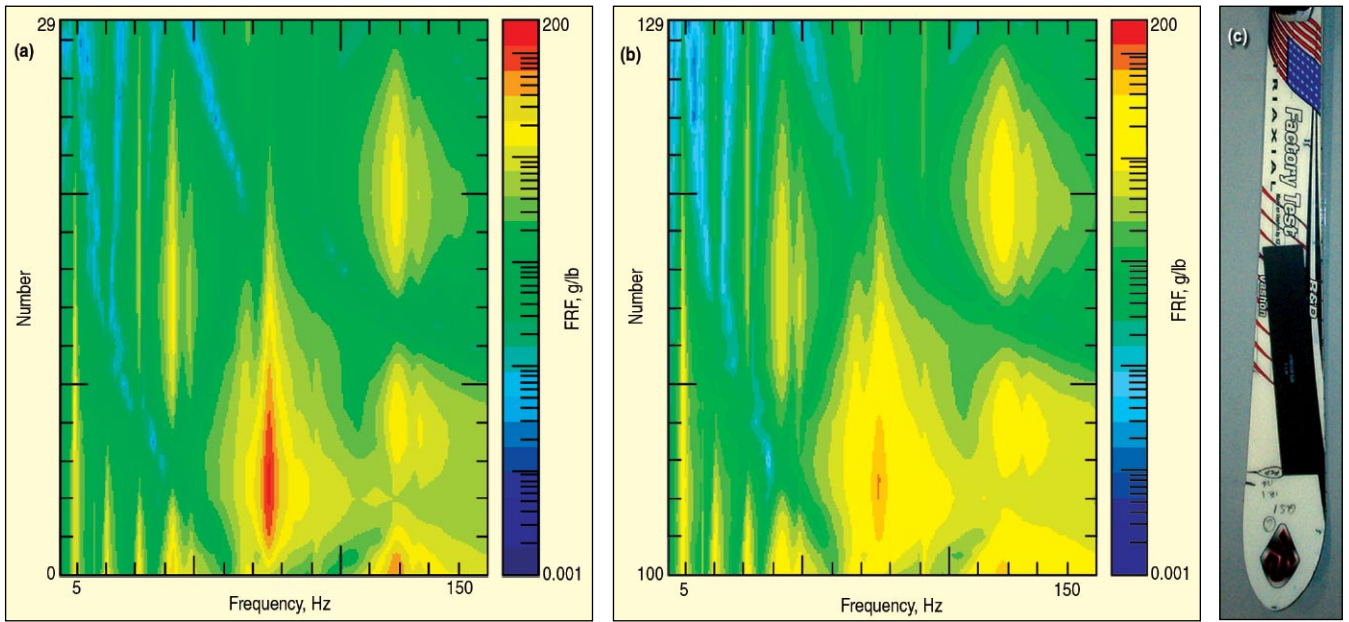 (a)
29
Number
0
5
150
Frequency, Hz
200
FRF, g/lb
0.001
(b)
129
Number
100
5
150
Frequency, Hz
200
FRF, g/lb
0.001
(c)
TRIAXIAL
Factory Test
R&D